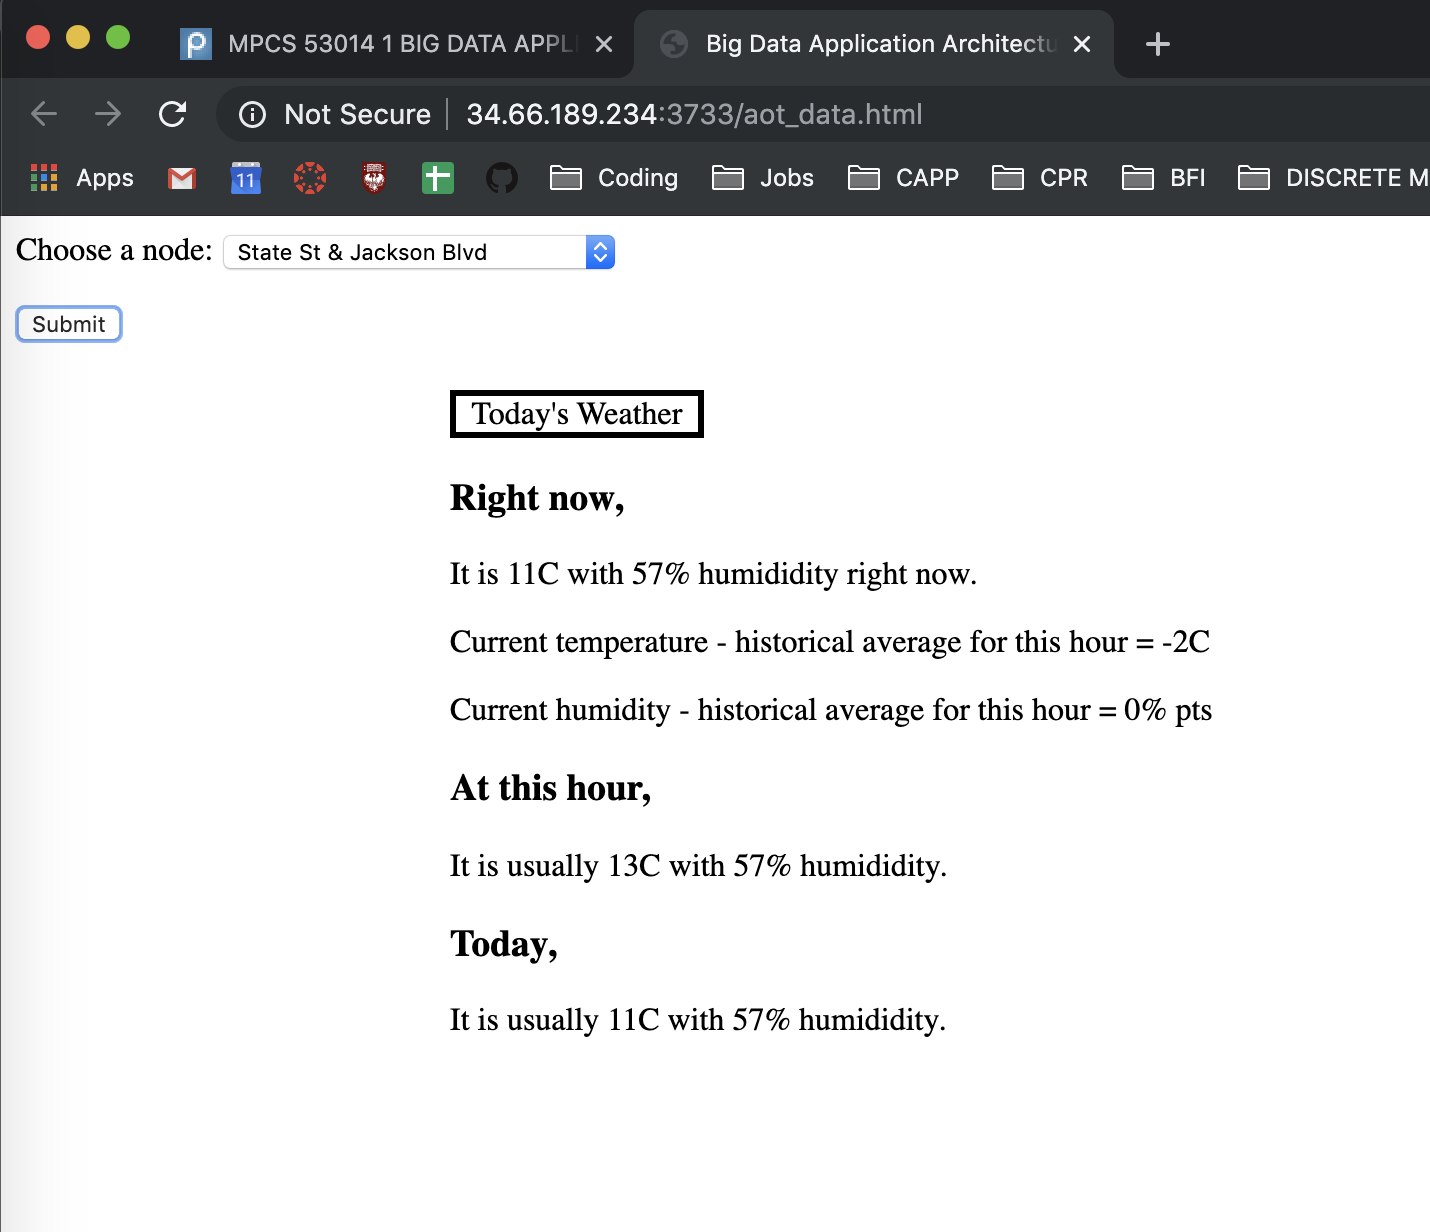 MPCS 53014 1 BIG DATA APPL
Big Data Application Architectu
Not Secure | 34.66.189.234:3733/aot_data.html
Apps 11 Coding Jobs CAPP CPR BFI DISCRETE M
Choose a node: State St & Jackson Blvd
Submit
Today's Weather
Right now,
It is 11C with 57% humididity right now.
Current temperature - historical average for this hour = -2C
Current humidity - historical average for this hour = 0% pts
At this hour,
It is usually 13C with 57% humididity.
Today,
It is usually 11C with 57% humididity.